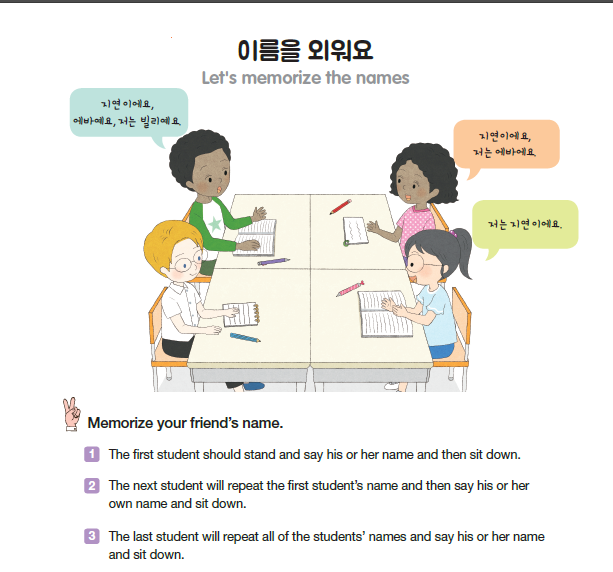 이름을 외워요
Let's memorize the names
지연이에요,
에바예요, 저는 빌리예요.
지연이에요,
저는 에바예요.
저는 지연이에요.
Memorize your friend's name.
1 The first student should stand and say his or her name and then sit down.
2 The next student will repeat the first student's name and then say his or her
own name and sit down.
3 The last student will repeat all of the students' names and say his or her name
and sit down.